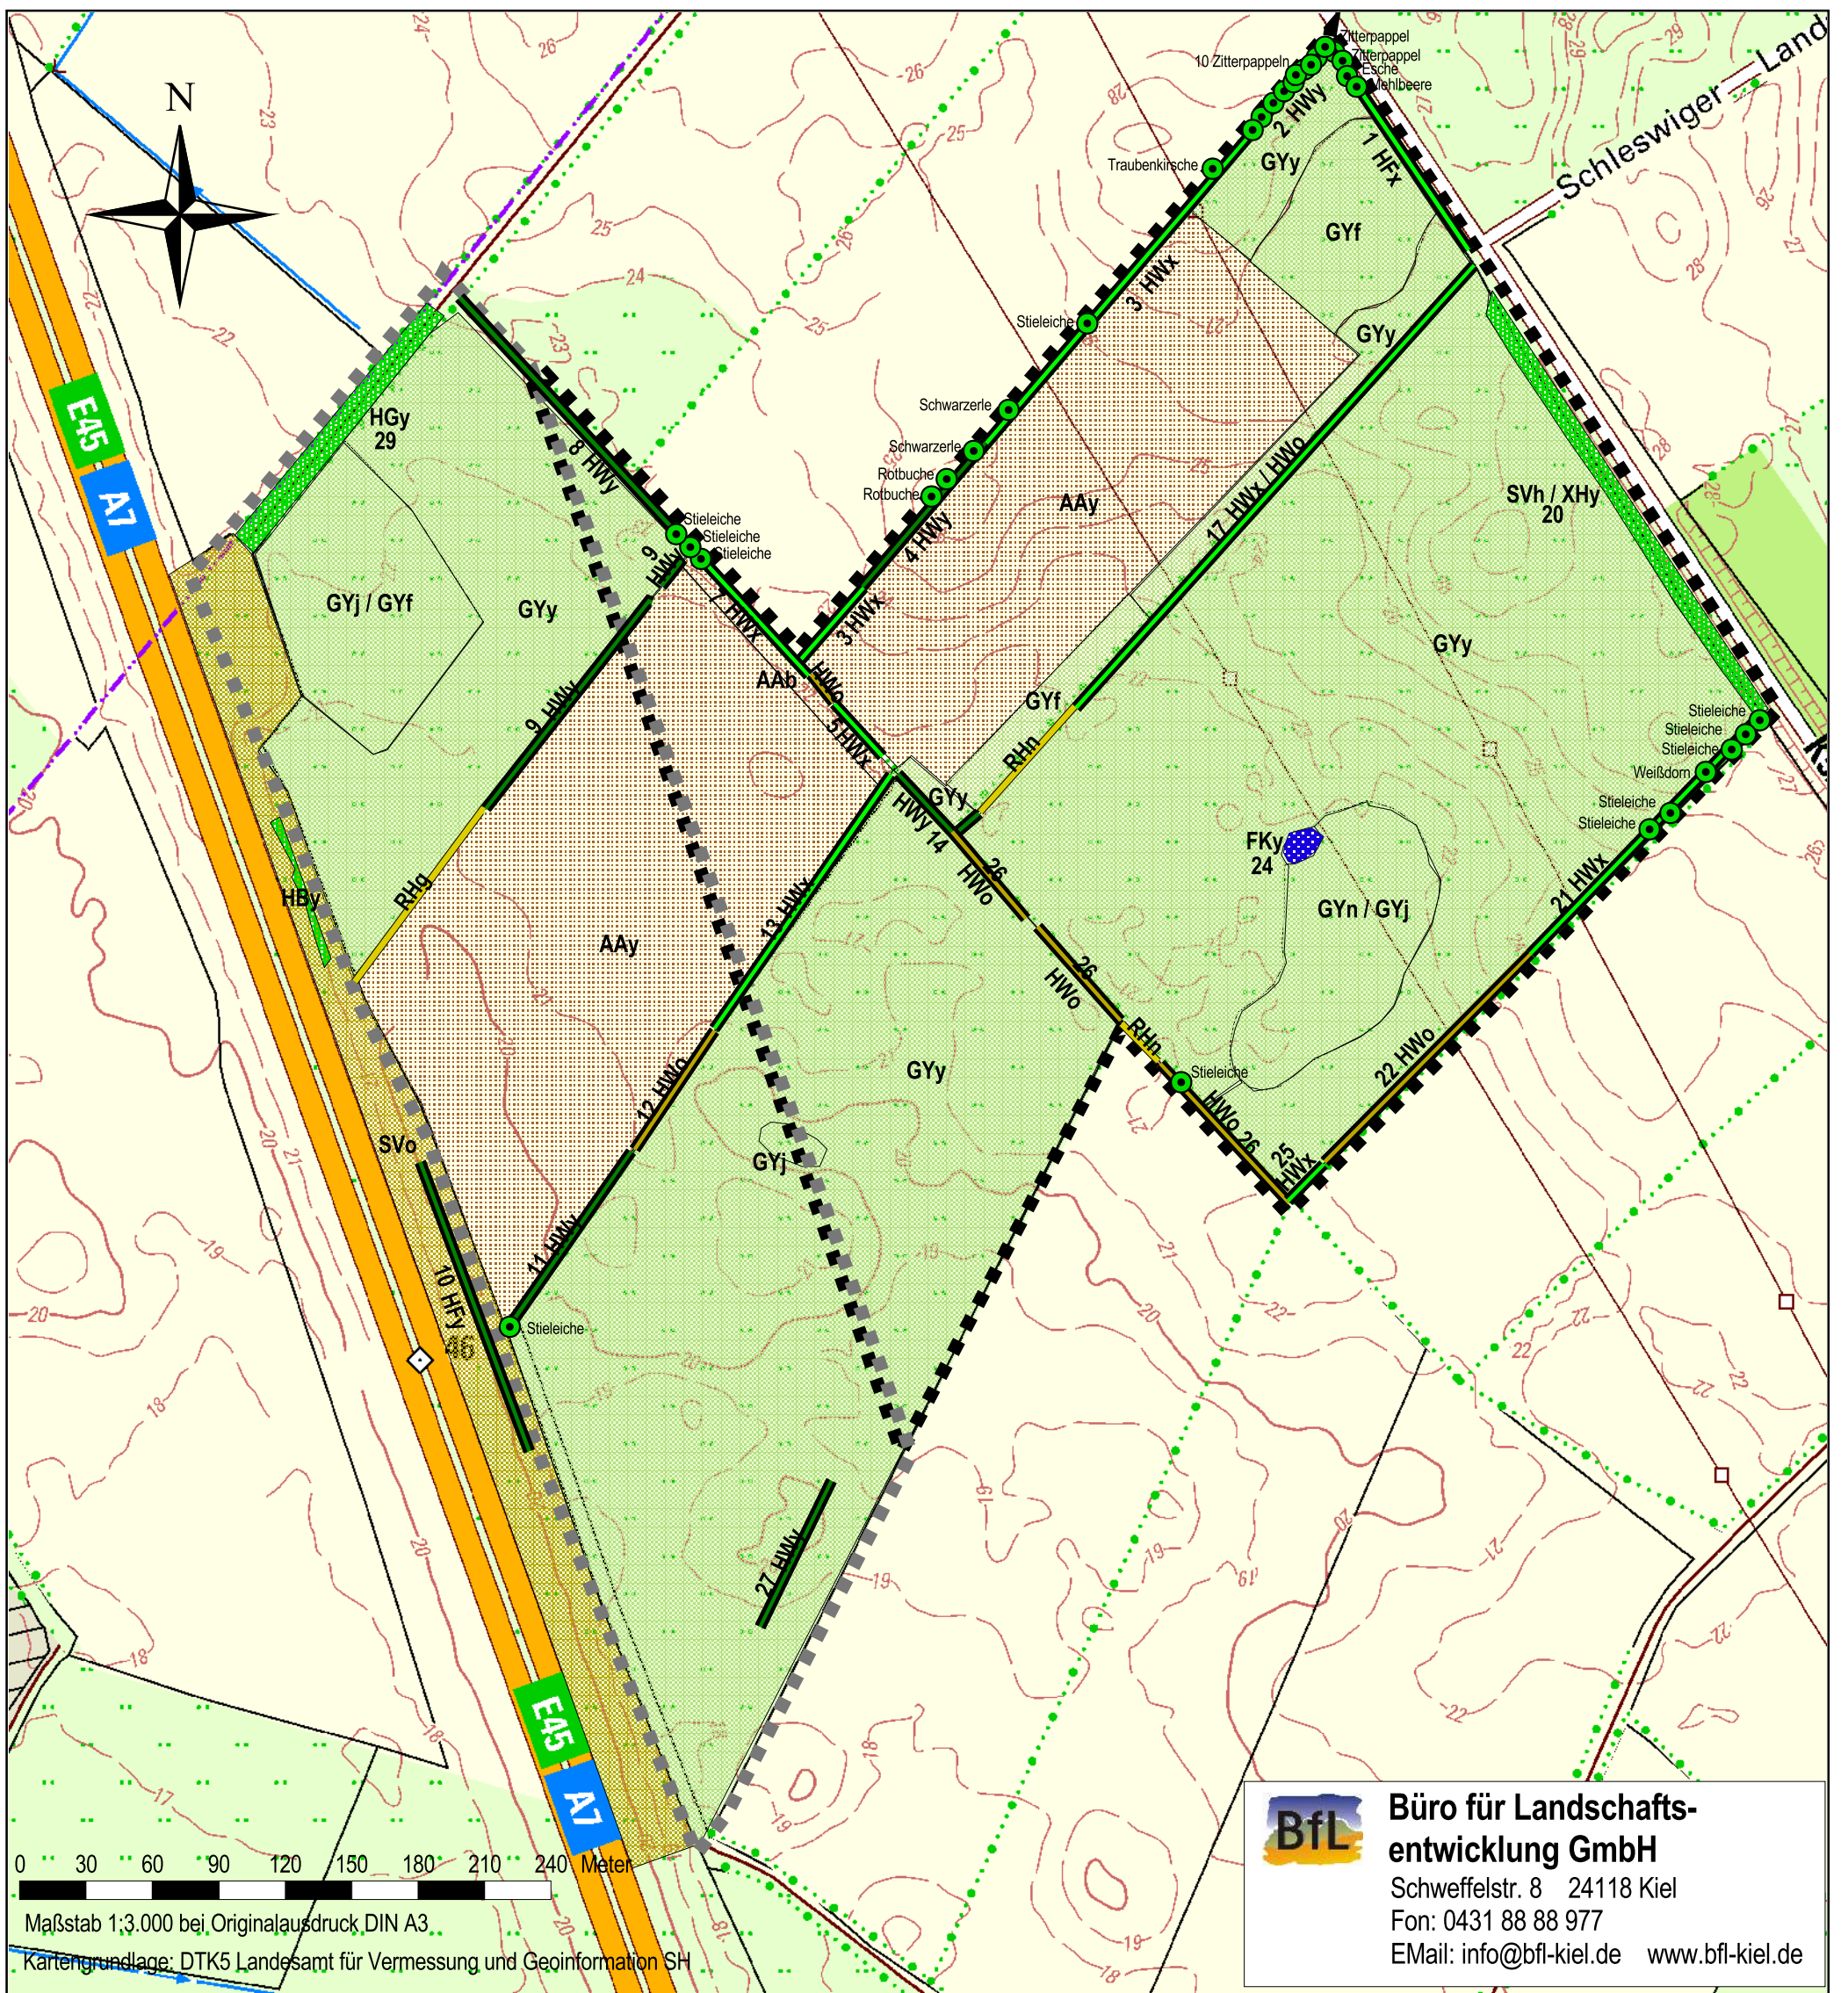 N
E45
A7
Schleswiger Land
Zitterpappel
10 Zitterpappeln
Zitterpappel
Esche
Mehlbeere
2 HWy
1 HFx
GYy
Traubenkirsche
GYf
3 HWx
Stieleiche
GYy
Schwarzerle
Schwarzerle
Rotbuche
Rotbuche
HGy
29
8 HWy
Stieleiche
Stieleiche
Stieleiche
4 HWy
AAy
17 HWx / HWo
SVh / XHy
20
9
HWy
GYj / GYf
GYy
7 HWx
3 HWx
GYy
AAb
HWo
5 HWx
9 HWy
GYf
RHn
Stieleiche
Stieleiche
Stieleiche
Weißdorn
Stieleiche
Stieleiche
GYy
HWy 14
26
HWo
FKy
24
GYn / GYj
21 HWx
HBy
RHg
13 HWx
AAy
26
HWo
RHn
Stieleiche
22 HWo
12 HWo
GYy
HWo 26
25
HWx
SVo
GYj
11 HWy
10 HFy
46
Stieleiche
27 HWy
E45
A7
0 30 60 90 120 150 180 210 240 Meter
Maßstab 1:3.000 bei Originalausdruck DIN A3
Kartengrundlage: DTK5 Landesamt für Vermessung und Geoinformation SH
BfL
Büro für Landschafts-
entwicklung GmbH
Schweffelstr. 8 24118 Kiel
Fon: 0431 88 88 977
EMail: info@bfl-kiel.de www.bfl-kiel.de